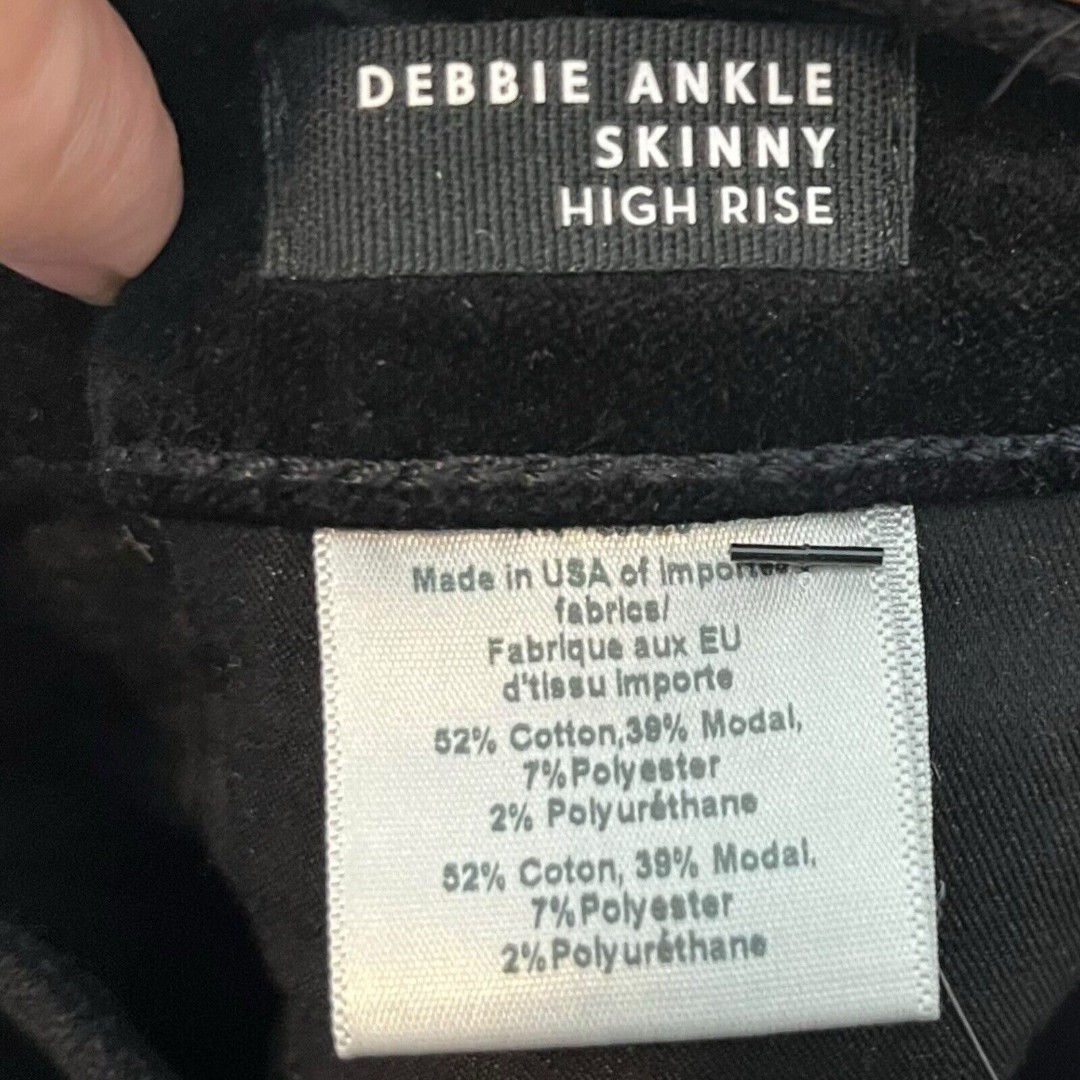 DEBBIE ANKLE
SKINNY
HIGH RISE
Made in USA of Imported
fabrics/
Fabrique aux EU
d'tissu Importe
52% Cotton,39% Modal,
7%Polyester
2% Polyuréthane
52% Coton, 39% Modal,
7%Polyester
2%Polyuréthane